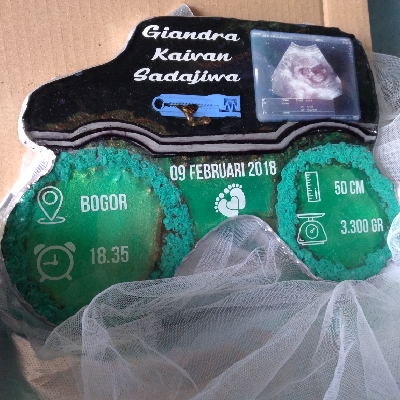 Giandra
Kaivan
Sadajiwa
09 FEBRUARI 2018
BOGOR
18.35
50 CM
3.300 GR